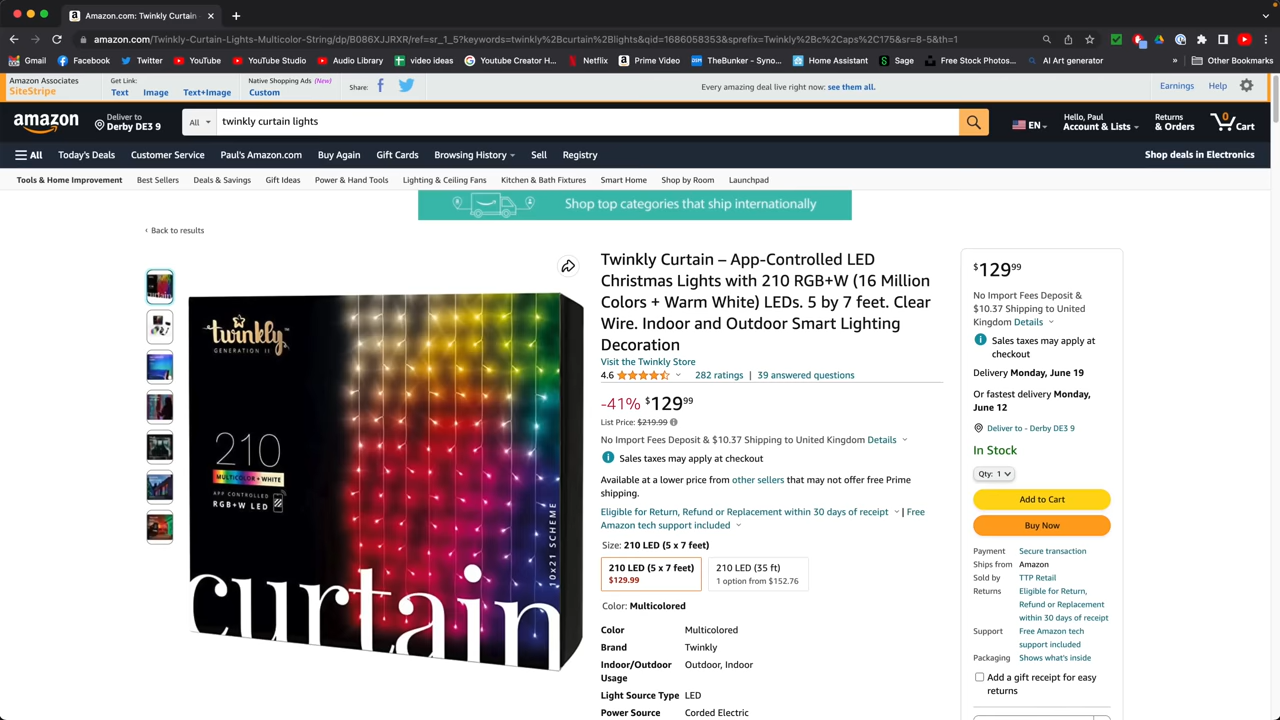 Amazon.com: Twinkly Curtain
amazon.com/Twinkly-Curtain-Lights-Multicolor-String/dp/B086XJJRXR/ref=sr_1_5?keywords=twinkly%2Bcurtain%2Blights&qid=1686058353&sprefix=Twinkly%2Bc%2Caps%2C175&sr=8-5&th=1
Gmail Facebook Twitter YouTube YouTube Studio Audio Library video ideas YouTube Creator H... Netflix Prime Video TheBunker - Syno... Home Assistant Sage Free Stock Photos... AI Art generator » Other Bookmarks
Amazon Associates
SiteStripe
Get Link:
Text Image Text+Image
Native Shopping Ads (New)
Custom
Share:
Every amazing deal live right now: see them all.
Earnings Help
amazon
Deliver to
Derby DE3 9
All twinkly curtain lights
EN
Hello, Paul
Account & Lists
Returns
& Orders
0
Cart
All Today's Deals Customer Service Paul's Amazon.com Buy Again Gift Cards Browsing History Sell Registry
Shop deals in Electronics
Tools & Home Improvement Best Sellers Deals & Savings Gift Ideas Power & Hand Tools Lighting & Ceiling Fans Kitchen & Bath Fixtures Smart Home Shop by Room Launchpad
Shop top categories that ship internationally
‹ Back to results
twinkly
GENERATION II
210
MULTICOLOR + WHITE
APP CONTROLLED
RGB+W LED
curtain
10x21 SCHEME
Twinkly Curtain – App-Controlled LED
Christmas Lights with 210 RGB+W (16 Million
Colors + Warm White) LEDs. 5 by 7 feet. Clear
Wire. Indoor and Outdoor Smart Lighting
Decoration
Visit the Twinkly Store
4.6 282 ratings | 39 answered questions
-41% $129.99
List Price: $219.99
No Import Fees Deposit & $10.37 Shipping to United Kingdom Details
Sales taxes may apply at checkout
Available at a lower price from other sellers that may not offer free Prime
shipping.
Eligible for Return, Refund or Replacement within 30 days of receipt | Free
Amazon tech support included
Size: 210 LED (5 x 7 feet)
210 LED (5 x 7 feet)
$129.99
210 LED (35 ft)
1 option from $152.76
Color: Multicolored
Color Multicolored
Brand Twinkly
Indoor/Outdoor Outdoor, Indoor
Usage
Light Source Type LED
Power Source Corded Electric
$129.99
No Import Fees Deposit &
$10.37 Shipping to United
Kingdom Details
Sales taxes may apply at
checkout
Delivery Monday, June 19
Or fastest delivery Monday,
June 12
Deliver to - Derby DE3 9
In Stock
Qty: 1
Add to Cart
Buy Now
Payment Secure transaction
Ships from Amazon
Sold by TTP Retail
Returns Eligible for Return,
Refund or Replacement
within 30 days of receipt
Support Free Amazon tech
support included
Packaging Shows what's inside
Add a gift receipt for easy
returns